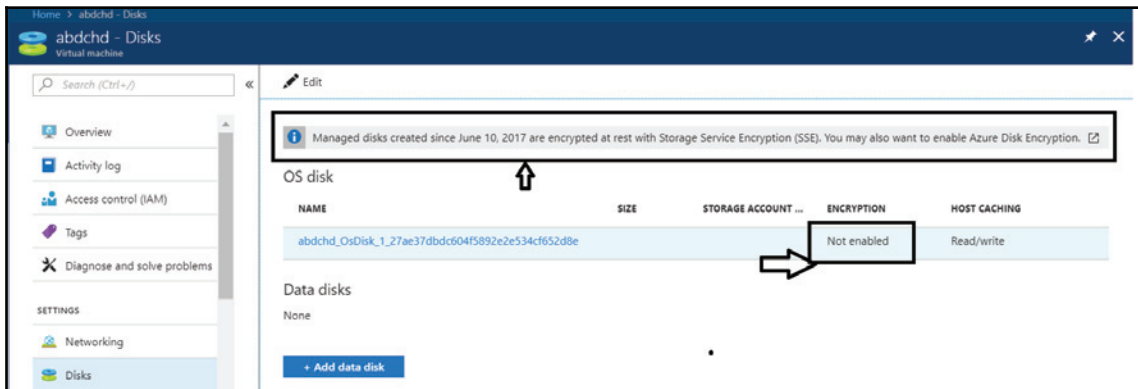 Home > abdchd - Disks
abdchd - Disks
Virtual machine
Search (Ctrl+/)
Overview
Activity log
Access control (IAM)
Tags
Diagnose and solve problems
SETTINGS
Networking
Disks
Edit
Managed disks created since June 10, 2017 are encrypted at rest with Storage Service Encryption (SSE). You may also want to enable Azure Disk Encryption.
OS disk
NAME SIZE STORAGE ACCOUNT ... ENCRYPTION HOST CACHING
abdchd_OsDisk_1_27ae37dbdc604f5892e2e534cf652d8e Not enabled Read/write
Data disks
None
+ Add data disk